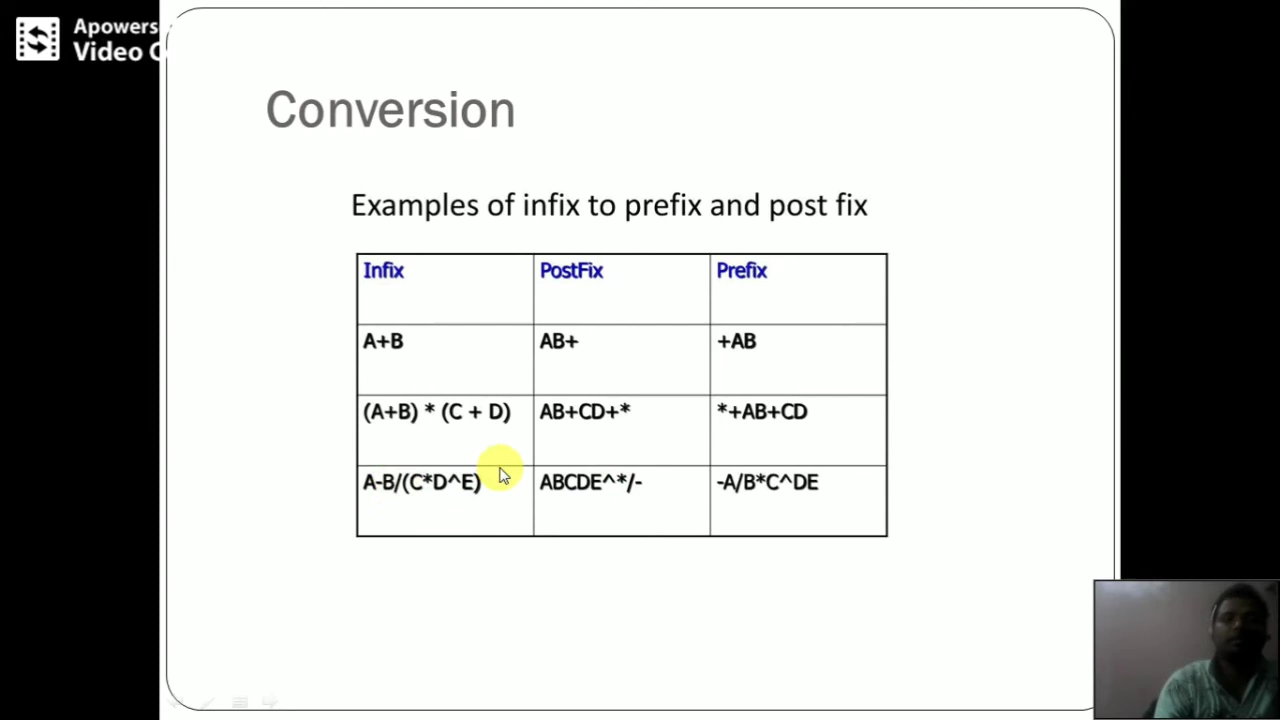 Apowers
Video
Conversion
Examples of infix to prefix and post fix
Infix PostFix Prefix
A+B AB+ +AB
(A+B) * (C + D) AB+CD+* *+AB+CD
A-B/(C*D^E) ABCDE^*/- -A/B*C^DE